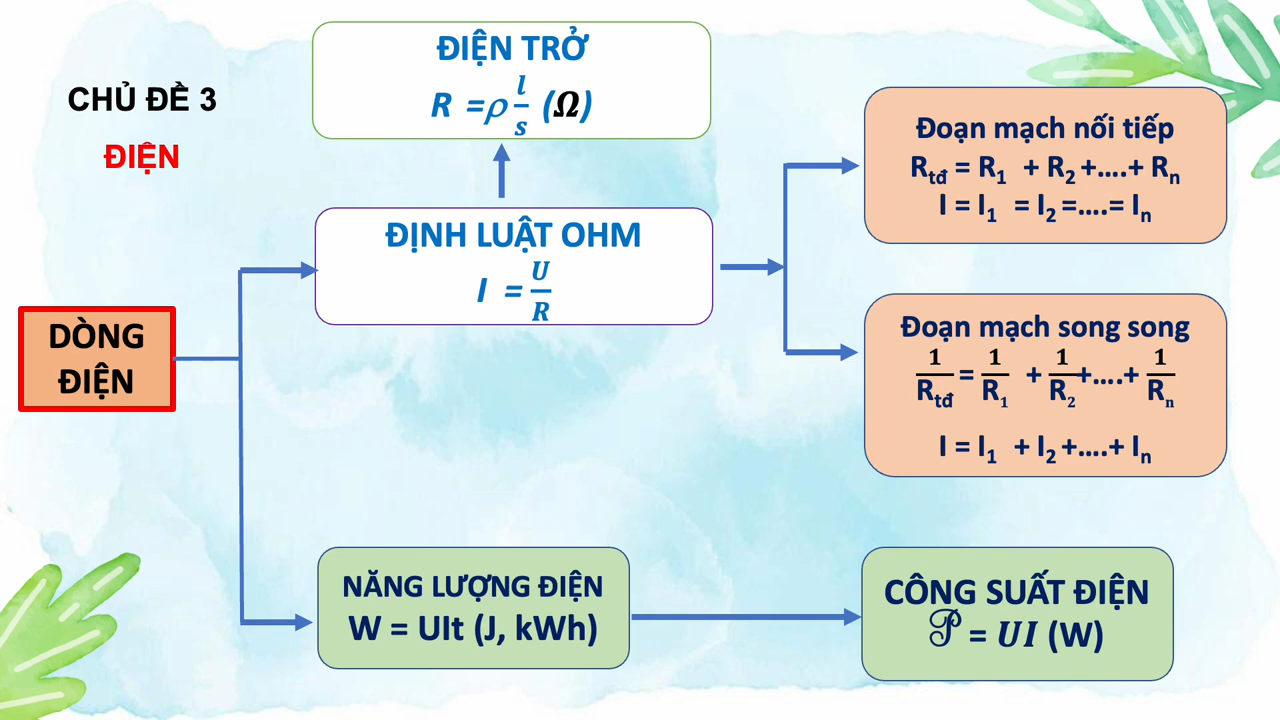 CHỦ ĐỀ 3
ĐIỆN
ĐIỆN TRỞ
R = ρ l/s (Ω)
ĐỊNH LUẬT OHM
I = U/R
DÒNG
ĐIỆN
Đoạn mạch nối tiếp
Rtđ = R1 + R2 +....+ Rn
I = I1 = I2 =....= In
Đoạn mạch song song
1/Rtđ = 1/R1 + 1/R2 +....+ 1/Rn
I = I1 + I2 +....+ In
NĂNG LƯỢNG ĐIỆN
W = UIt (J, kWh)
CÔNG SUẤT ĐIỆN
𝒫 = UI (W)